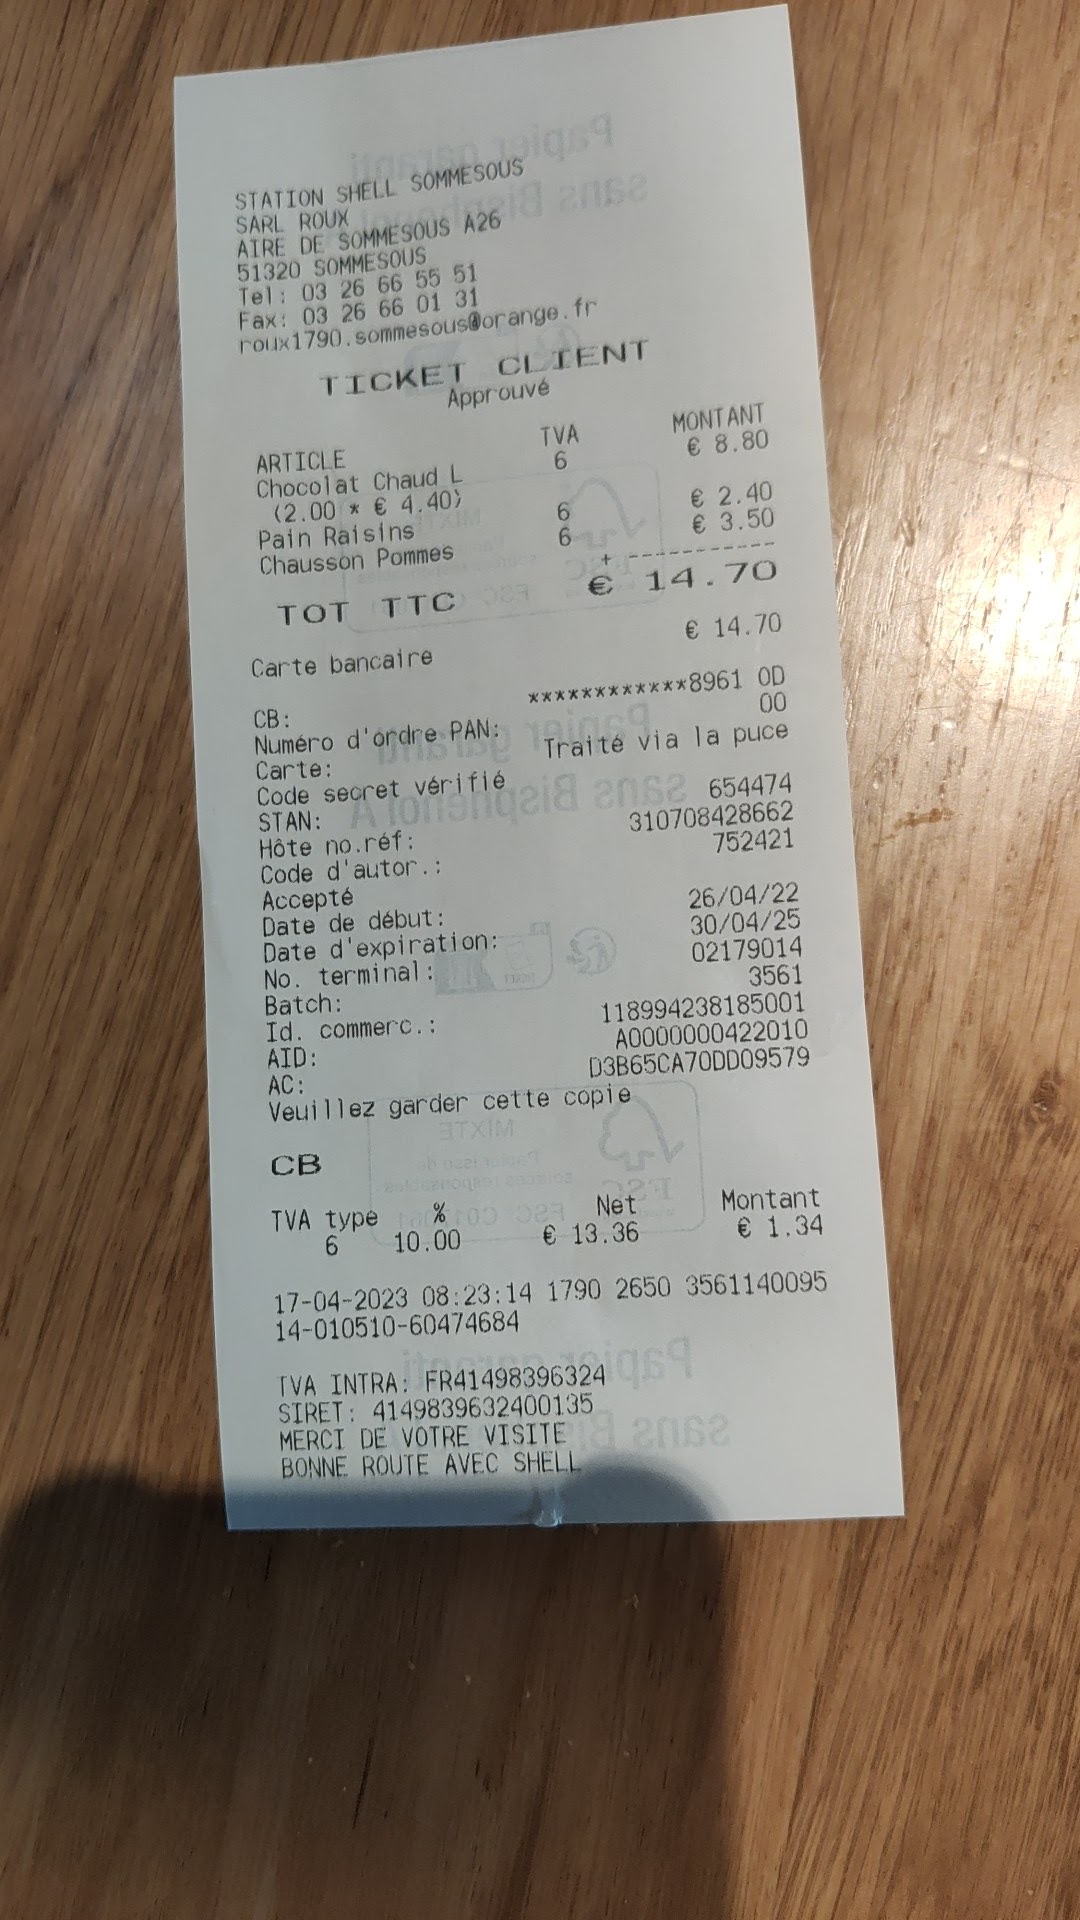 STATION SHELL SOMMESOUS
SARL ROUX
AIRE DE SOMMESOUS A26
51320 SOMMESOUS
Tel: 03 26 66 55 51
Fax: 03 26 66 01 31
roux1790.sommesous@orange.fr
TICKET CLIENT
Approuvé
ARTICLE TVA MONTANT
Chocolat Chaud L 6 € 8.80
(2.00 * € 4.40)
Pain Raisins 6 € 2.40
Chausson Pommes 6 € 3.50
+ -----------
TOT TTC € 14.70
Carte bancaire € 14.70
CB: ************8961 0D
Numéro d'ordre PAN: 00
Carte: Traité via la puce
Code secret vérifié
STAN: 654474
Hôte no.réf: 310708428662
Code d'autor.: 752421
Accepté
Date de début: 26/04/22
Date d'expiration: 30/04/25
No. terminal: 02179014
Batch: 3561
Id. commerc.: 118994238185001
AID: A0000000422010
AC: D3B65CA70DD09579
Veuillez garder cette copie
CB
TVA type % Net Montant
6 10.00 € 13.36 € 1.34
17-04-2023 08:23:14 1790 2650 3561140095
14-010510-60474684
TVA INTRA: FR41498396324
SIRET: 4149839632400135
MERCI DE VOTRE VISITE
BONNE ROUTE AVEC SHELL